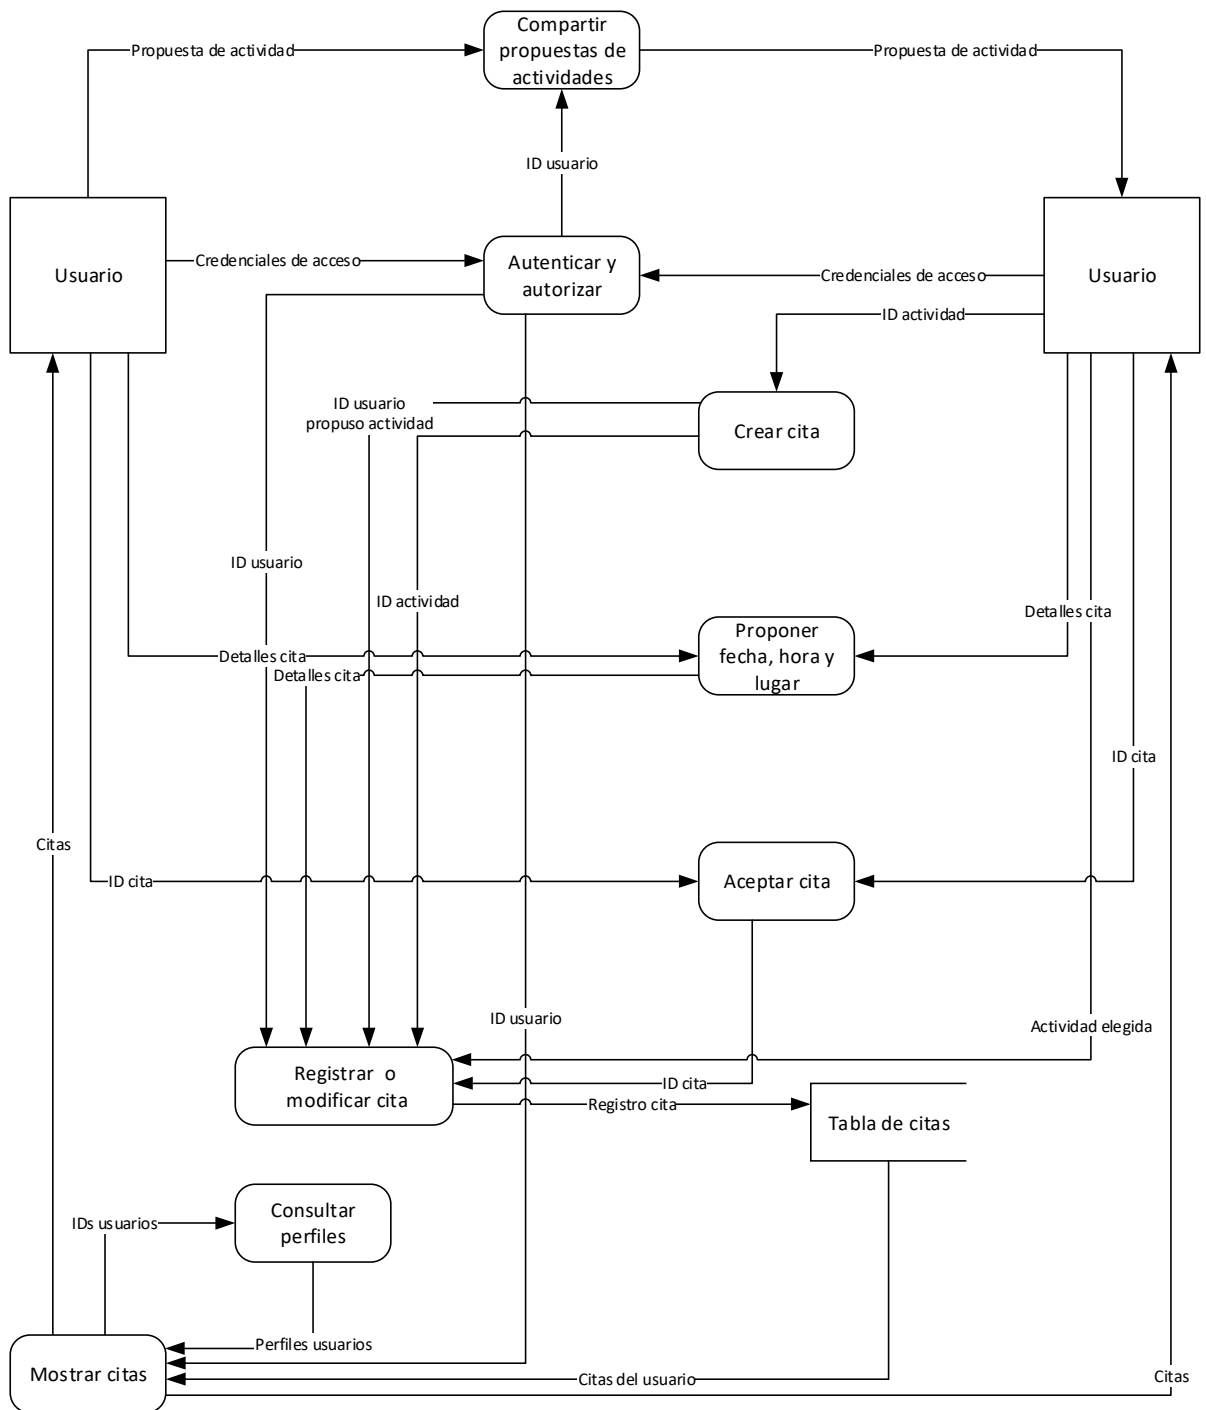 Compartir
propuestas de
actividades
Propuesta de actividad
Propuesta de actividad
ID usuario
Usuario
Credenciales de acceso
Autenticar y
autorizar
Credenciales de acceso
Usuario
ID actividad
ID usuario
propuso actividad
Crear cita
ID usuario
ID actividad
Detalles cita
Proponer
fecha, hora y
lugar
Detalles cita
Detalles cita
ID cita
Citas
ID cita
Aceptar cita
ID usuario
Actividad elegida
Registrar o
modificar cita
ID cita
Registro cita
Tabla de citas
IDs usuarios
Consultar
perfiles
Perfiles usuarios
Mostrar citas
Citas del usuario
Citas